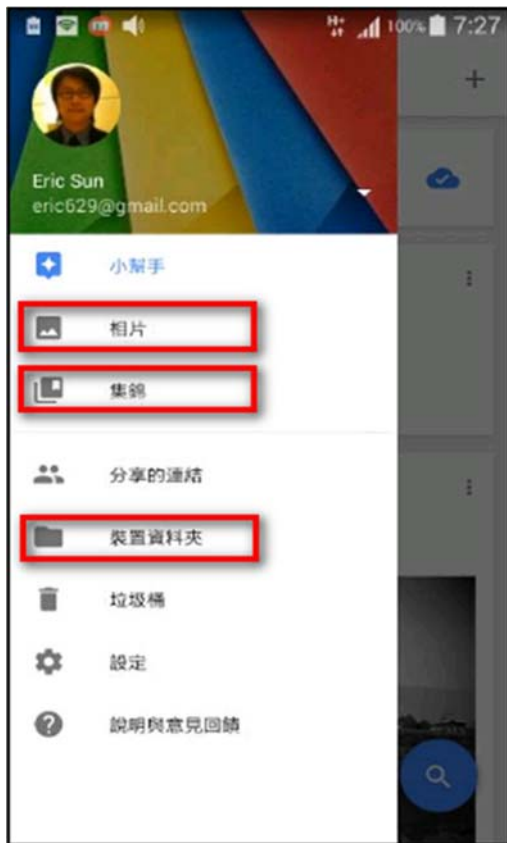 H+ 100% 7:27
Eric Sun
eric629@gmail.com
小幫手
相片
集錦
分享的連結
裝置資料夾
垃圾桶
設定
說明與意見回饋